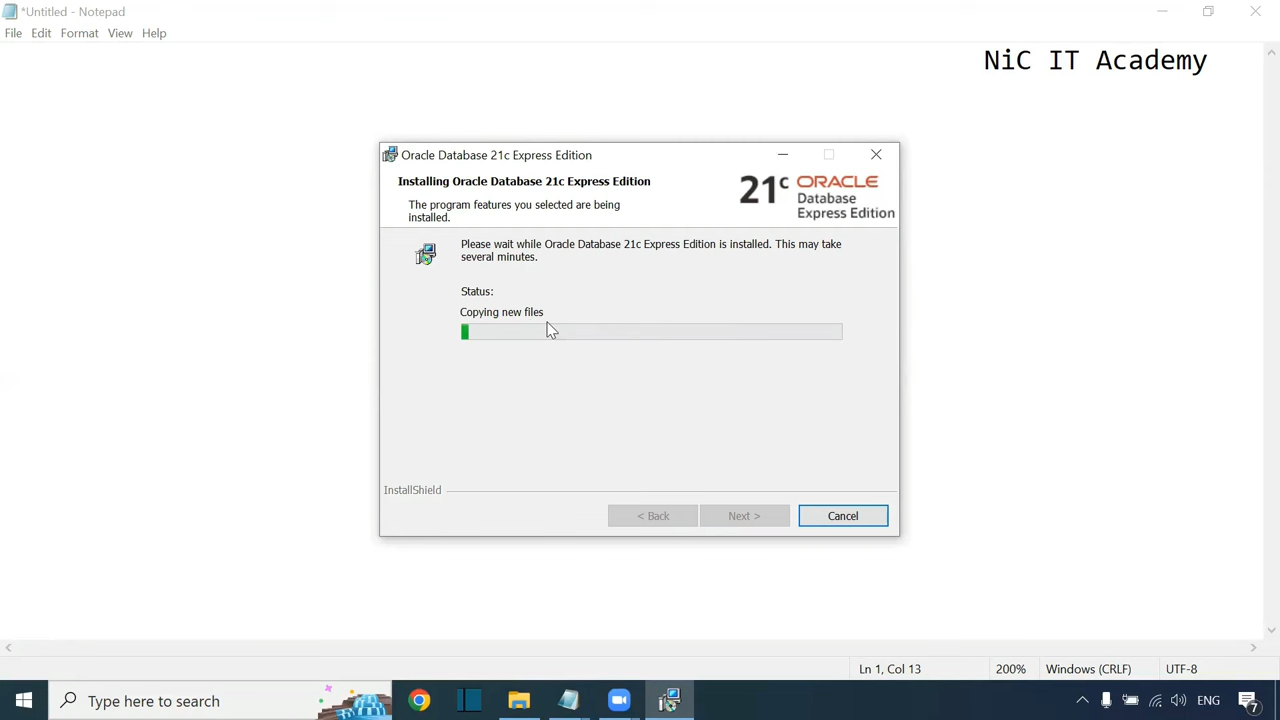 *Untitled - Notepad
File Edit Format View Help
NiC IT Academy
Oracle Database 21c Express Edition
Installing Oracle Database 21c Express Edition
The program features you selected are being
installed.
21c ORACLE
Database
Express Edition
Please wait while Oracle Database 21c Express Edition is installed. This may take
several minutes.
Status:
Copying new files
InstallShield
< Back Next > Cancel
Ln 1, Col 13 200% Windows (CRLF) UTF-8
Type here to search
ENG
7